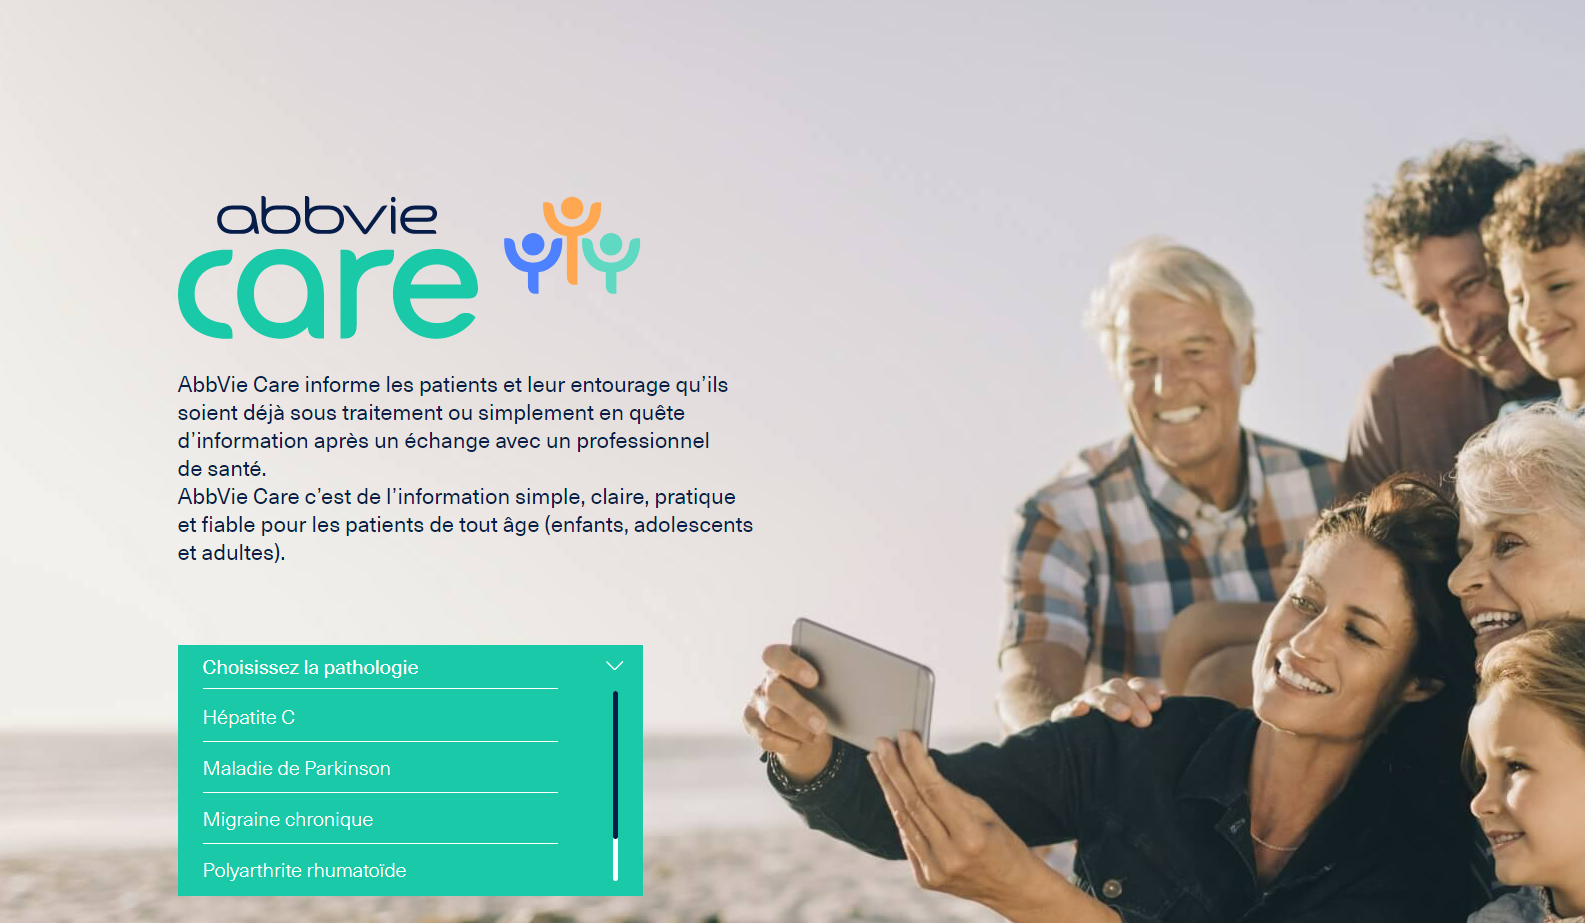 abbvie
care
AbbVie Care informe les patients et leur entourage qu’ils
soient déjà sous traitement ou simplement en quête
d’information après un échange avec un professionnel
de santé.
AbbVie Care c’est de l’information simple, claire, pratique
et fiable pour les patients de tout âge (enfants, adolescents
et adultes).
Choisissez la pathologie
Hépatite C
Maladie de Parkinson
Migraine chronique
Polyarthrite rhumatoïde